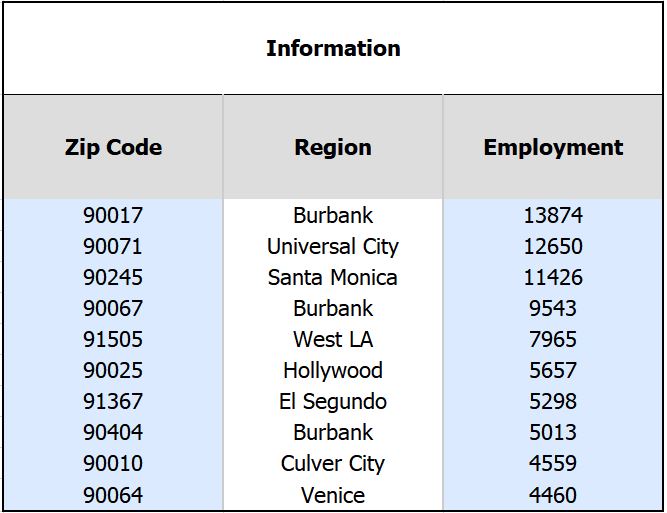 Information
Zip Code Region Employment
90017 Burbank 13874
90071 Universal City 12650
90245 Santa Monica 11426
90067 Burbank 9543
91505 West LA 7965
90025 Hollywood 5657
91367 El Segundo 5298
90404 Burbank 5013
90010 Culver City 4559
90064 Venice 4460